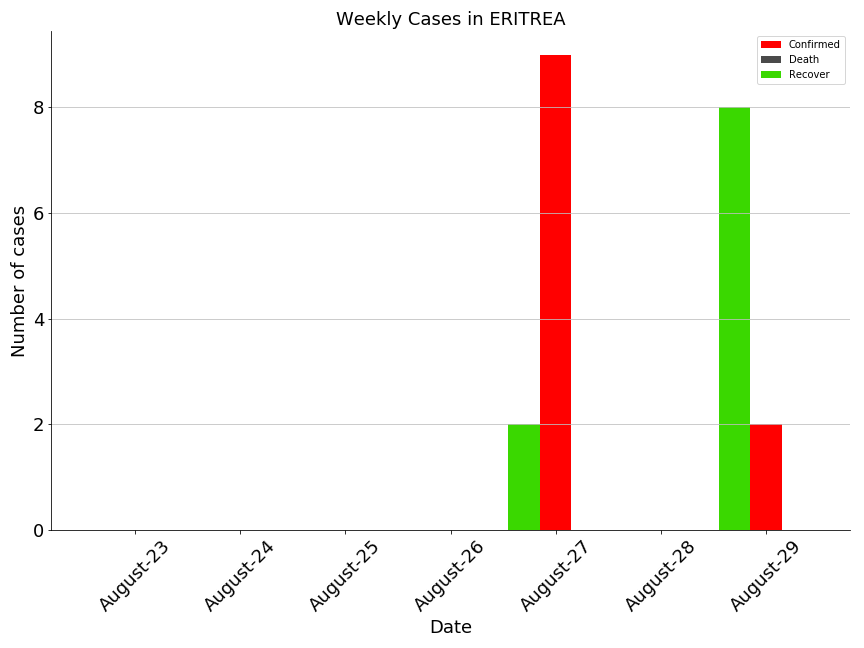 Weekly Cases in ERITREA
Confirmed
Death
Recover
Number of cases
8
6
4
2
0
August-23
August-24
August-25
August-26
August-27
August-28
August-29
Date